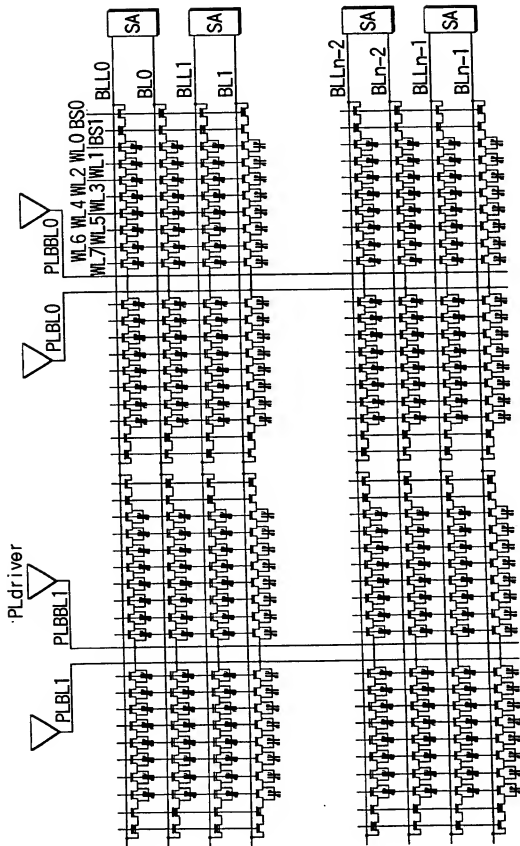 SA
SA
SA
SA
BLL0
BL0
BLL1
BL1
BLLn-2
BLn-2
BLLn-1
BLn-1
WL6 WL4 WL2 WL0 BS0
WL7 WL5 WL3 WL1 BS1
PLBBL0
PLBL0
PLdriver
PLBBL1
PLBL1